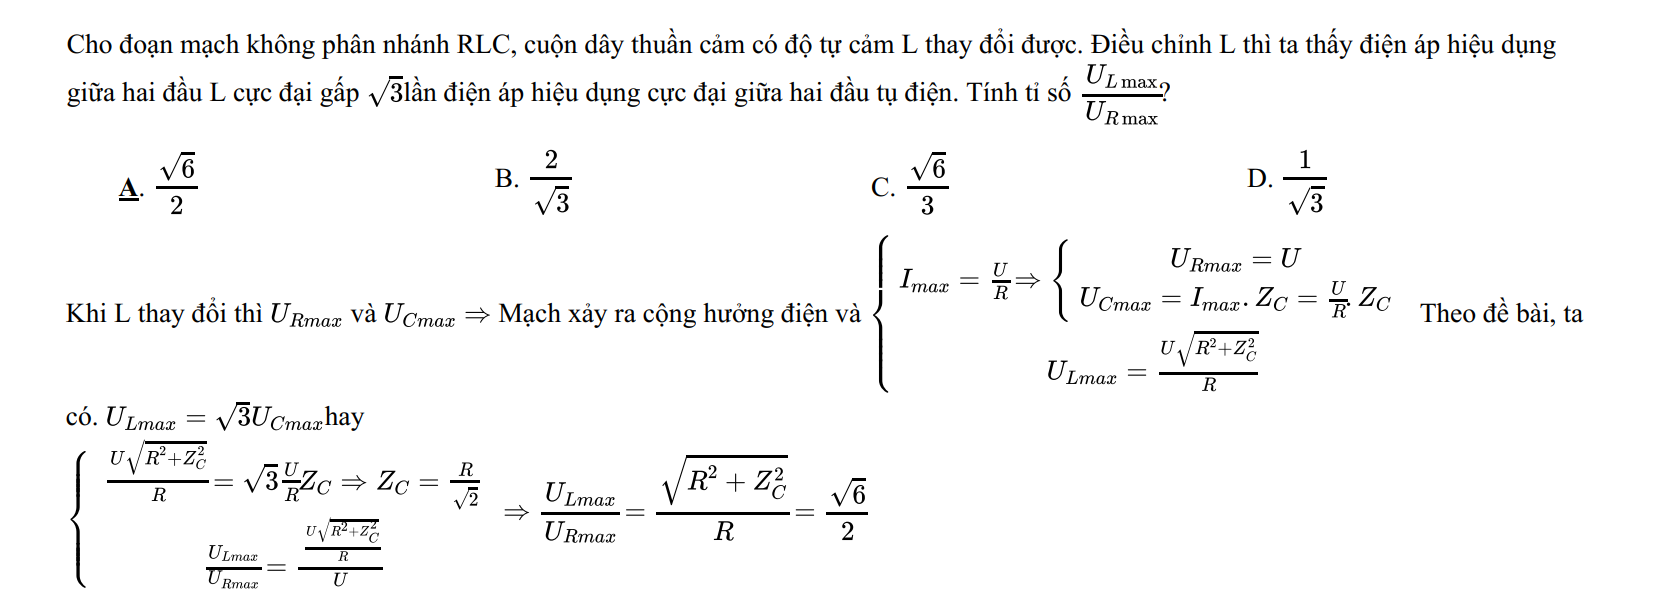 Cho đoạn mạch không phân nhánh RLC, cuộn dây thuần cảm có độ tự cảm L thay đổi được. Điều chỉnh L thì ta thấy điện áp hiệu dụng
giữa hai đầu L cực đại gấp $\sqrt{3}$lần điện áp hiệu dụng cực đại giữa hai đầu tụ điện. Tính tỉ số $\frac{U_{L\max}}{U_{R\max}}$?
A. $\frac{\sqrt{6}}{2}$ B. $\frac{2}{\sqrt{3}}$ C. $\frac{\sqrt{6}}{3}$ D. $\frac{1}{\sqrt{3}}$
Khi L thay đổi thì $U_{Rmax}$ và $U_{Cmax}$ $\Rightarrow$ Mạch xảy ra cộng hưởng điện và $\begin{cases} I_{max} = \frac{U}{R} \Rightarrow \begin{cases} U_{Rmax} = U \\ U_{Cmax} = I_{max}. Z_C = \frac{U}{R}. Z_C \end{cases} \\ U_{Lmax} = \frac{U\sqrt{R^2+Z_C^2}}{R} \end{cases}$ Theo đề bài, ta
có. $U_{Lmax} = \sqrt{3}U_{Cmax}$hay
$\begin{cases} \frac{U\sqrt{R^2+Z_C^2}}{R} = \sqrt{3}\frac{U}{R}Z_C \Rightarrow Z_C = \frac{R}{\sqrt{2}} \\ \frac{U_{Lmax}}{U_{Rmax}} = \frac{\frac{U\sqrt{R^2+Z_C^2}}{R}}{U} \end{cases} \Rightarrow \frac{U_{Lmax}}{U_{Rmax}} = \frac{\sqrt{R^2+Z_C^2}}{R} = \frac{\sqrt{6}}{2}$